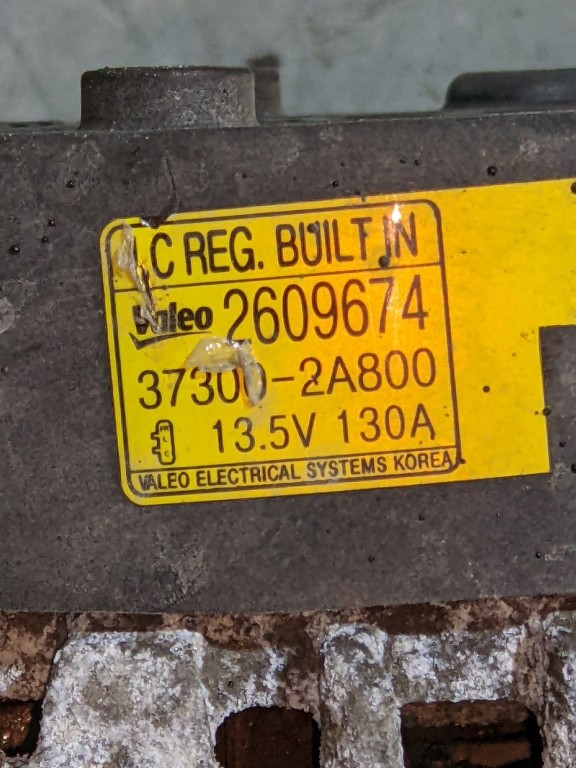 I.C REG. BUILT IN
Valeo 2609674
37300-2A800
13.5V 130A
VALEO ELECTRICAL SYSTEMS KOREA